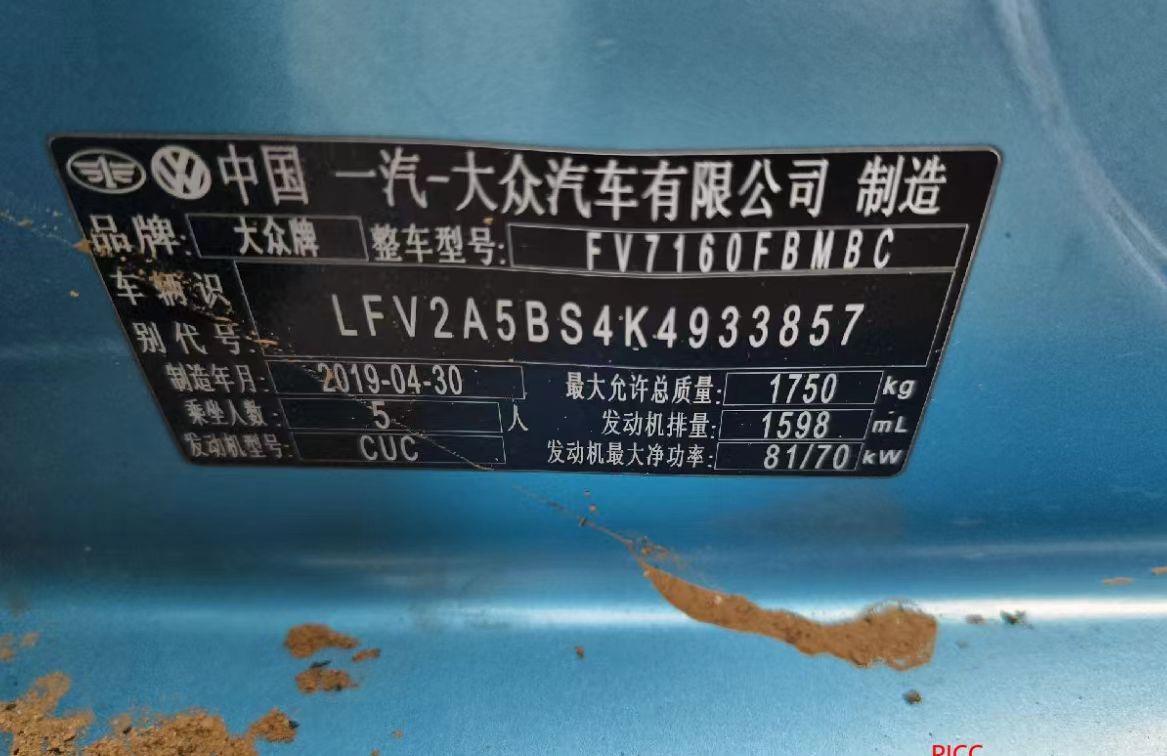 中国 一汽-大众汽车有限公司 制造
品牌: 大众牌 整车型号: FV7160FBMBC
车辆识别代号: LFV2A5BS4K4933857
制造年月: 2019-04-30 最大允许总质量: 1750 kg
乘坐人数: 5 人 发动机排量: 1598 mL
发动机型号: CUC 发动机最大净功率: 81/70 kW
PICC